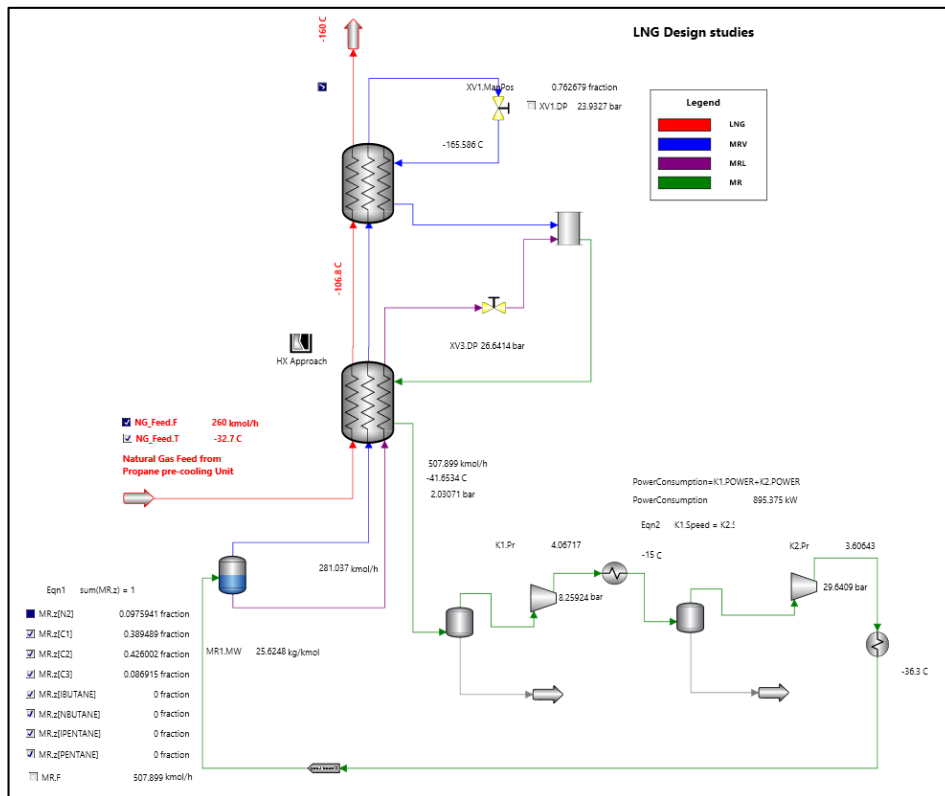 LNG Design studies
-160 C
XV1.ManPos 0.762679 fraction
XV1.DP 23.9327 bar
Legend
LNG
MRV
MRL
MR
-165.586 C
-106.8 C
XV3.DP 26.6414 bar
HX Approach
NG_Feed.F 260 kmol/h
NG_Feed.T -32.7 C
Natural Gas Feed from
Propane pre-cooling Unit
507.899 kmol/h
-41.6534 C
2.03071 bar
PowerConsumption=K1.POWER+K2.POWER
PowerConsumption 895.375 kW
Eqn2 K1.Speed = K2.S
K1.Pr 4.06717
-15 C
K2.Pr 3.60643
281.037 kmol/h
8.25924 bar
29.6409 bar
Eqn1 sum(MR.z) = 1
MR.z[N2] 0.0975941 fraction
MR.z[C1] 0.389489 fraction
MR.z[C2] 0.426002 fraction
MR.z[C3] 0.086915 fraction
MR.z[IBUTANE] 0 fraction
MR.z[NBUTANE] 0 fraction
MR.z[IPENTANE] 0 fraction
MR.z[PENTANE] 0 fraction
MR.F 507.899 kmol/h
MR1.MW 25.6248 kg/kmol
-36.3 C